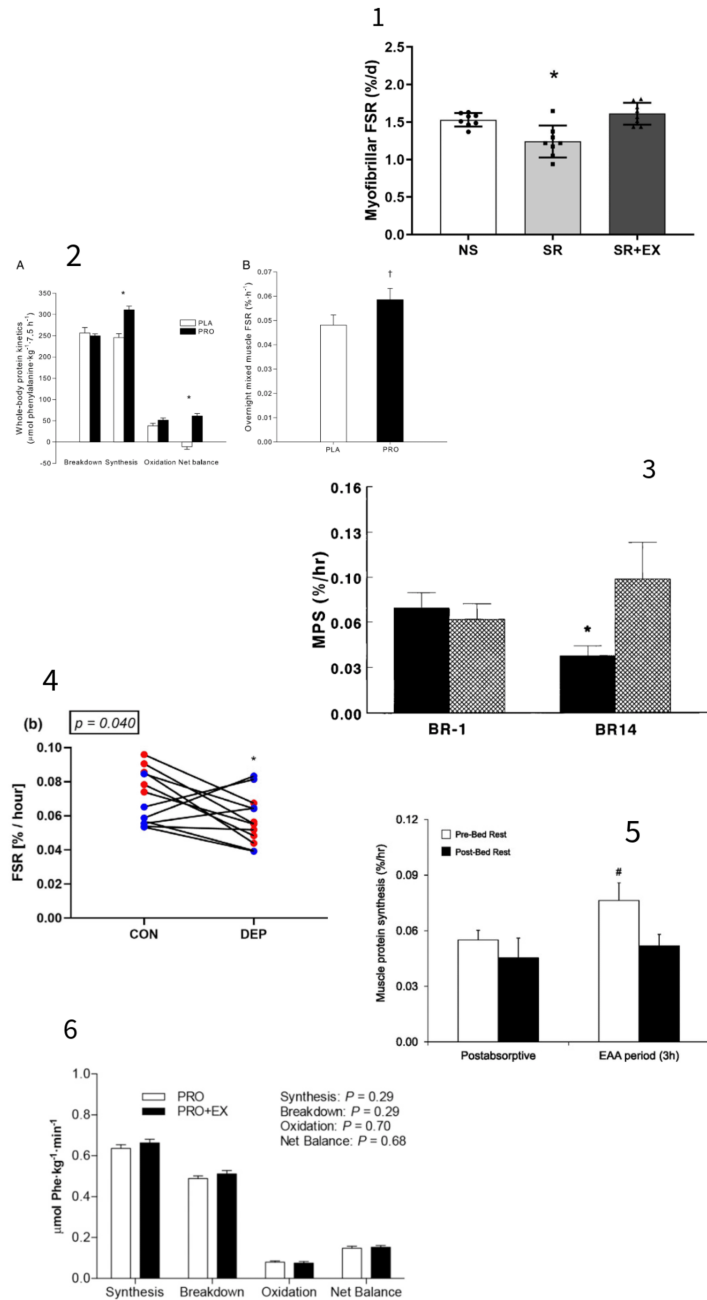 1
Myofibrillar FSR (%/d)
2.5
2.0
1.5
1.0
0.5
0.0
*
NS SR SR+EX
2
A
Whole-body protein kinetics
(μmol phenylalanine·kg⁻¹·7.5 h⁻¹)
350
300
250
200
150
100
50
0
-50
*
PLA
PRO
*
Breakdown Synthesis Oxidation Net balance
B
Overnight mixed muscle FSR (%·h⁻¹)
0.07
0.06
0.05
0.04
0.03
0.02
0.01
0.00
†
PLA PRO
3
MPS (%/hr)
0.16
0.13
0.10
0.06
0.03
0.00
*
BR-1 BR14
4
(b)
p = 0.040
FSR [% / hour]
0.10
0.08
0.06
0.04
0.02
0.00
*
CON DEP
5
Muscle protein synthesis (%/hr)
0.12
0.09
0.06
0.03
0.00
Pre-Bed Rest
Post-Bed Rest
#
Postabsorptive EAA period (3h)
6
μmol Phe·kg⁻¹·min⁻¹
1.0
0.8
0.6
0.4
0.2
0.0
PRO
PRO+EX
Synthesis: P = 0.29
Breakdown: P = 0.29
Oxidation: P = 0.70
Net Balance: P = 0.68
Synthesis Breakdown Oxidation Net Balance